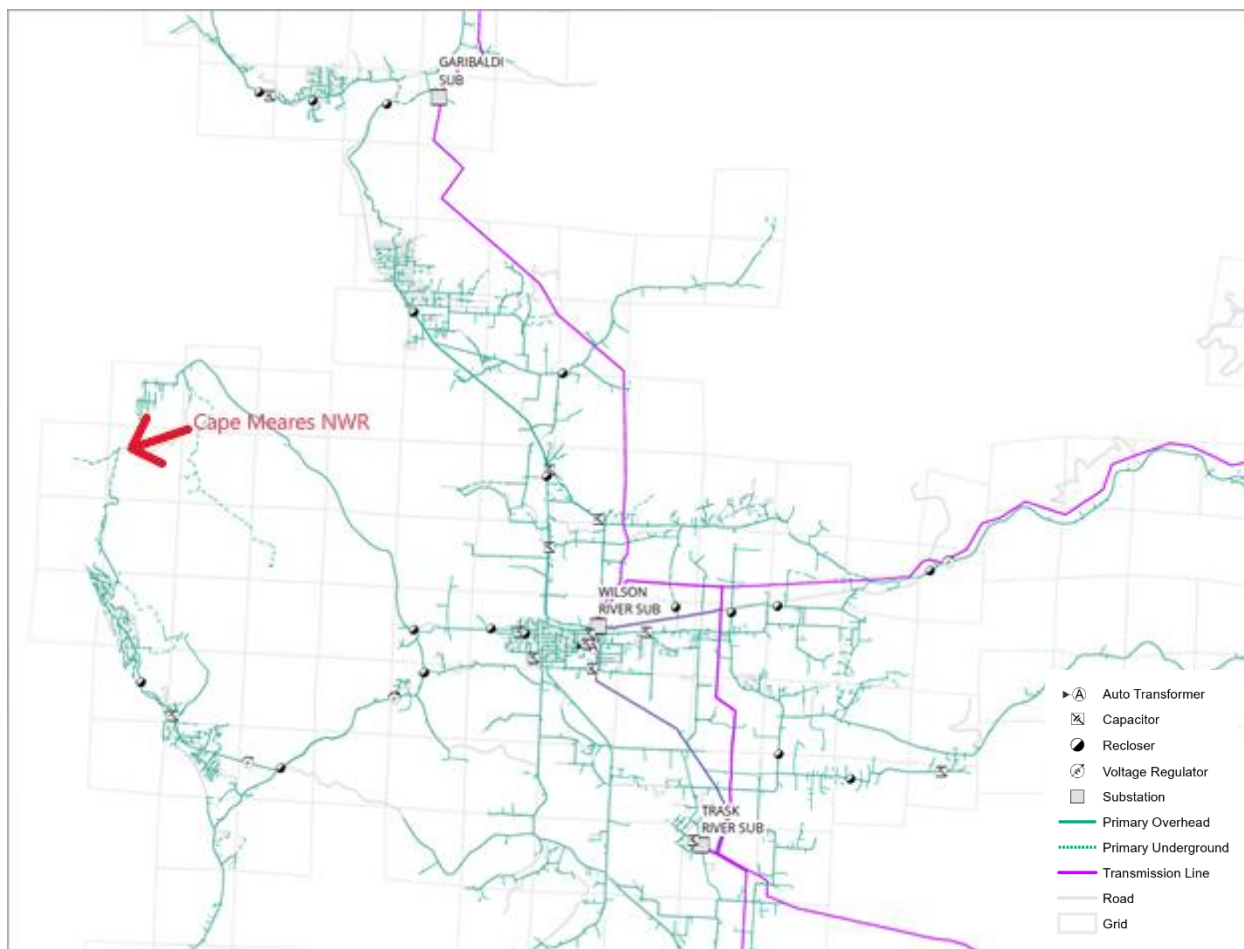 GARIBALDI
SUB
Cape Meares NWR
WILSON
RIVER SUB
TRASK
RIVER SUB
A Auto Transformer
Capacitor
Recloser
Voltage Regulator
Substation
Primary Overhead
Primary Underground
Transmission Line
Road
Grid